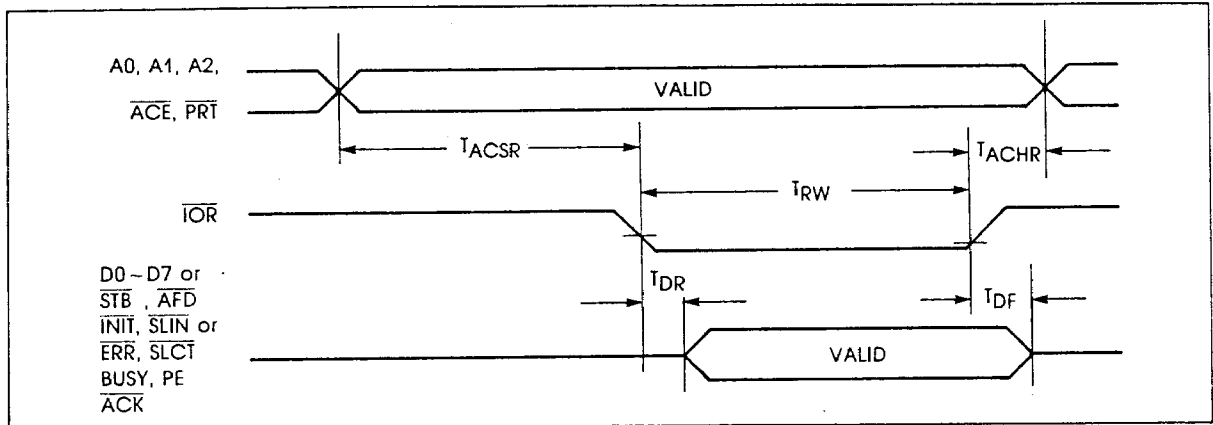 A0, A1, A2,
ACE, PRT
VALID
TACSR
TACHR
TRW
IOR
D0~D7 or
STB , AFD
INIT, SLIN or
ERR, SLCT
BUSY, PE
ACK
TDR
TDF
VALID